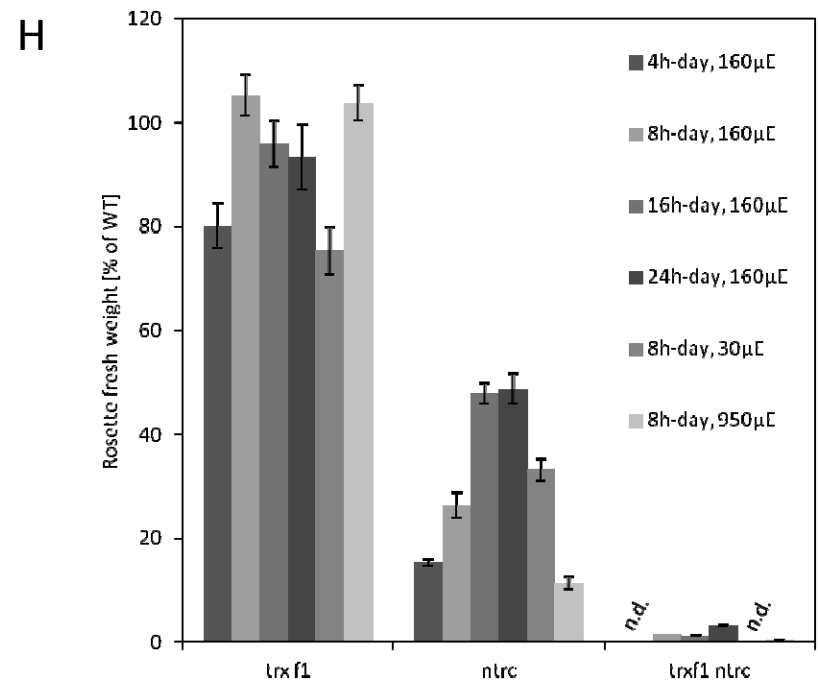 H
120
100
80
60
40
20
0
Rosette fresh weight [% of WT]
4h-day, 160µE
8h-day, 160µE
16h-day, 160µE
24h-day, 160µE
8h-day, 30µE
8h-day, 950µE
n.d.
n.d.
trx f1
ntrc
trxf1 ntrc